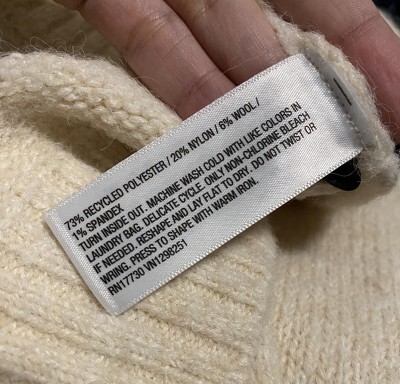 73% RECYCLED POLYESTER / 20% NYLON / 6% WOOL /
1% SPANDEX
TURN INSIDE OUT. MACHINE WASH COLD WITH LIKE COLORS IN
LAUNDRY BAG, DELICATE CYCLE. ONLY NON-CHLORINE BLEACH
IF NEEDED. RESHAPE AND LAY FLAT TO DRY. DO NOT TWIST OR
WRING. PRESS TO SHAPE WITH WARM IRON.
RN17730 VN1298251